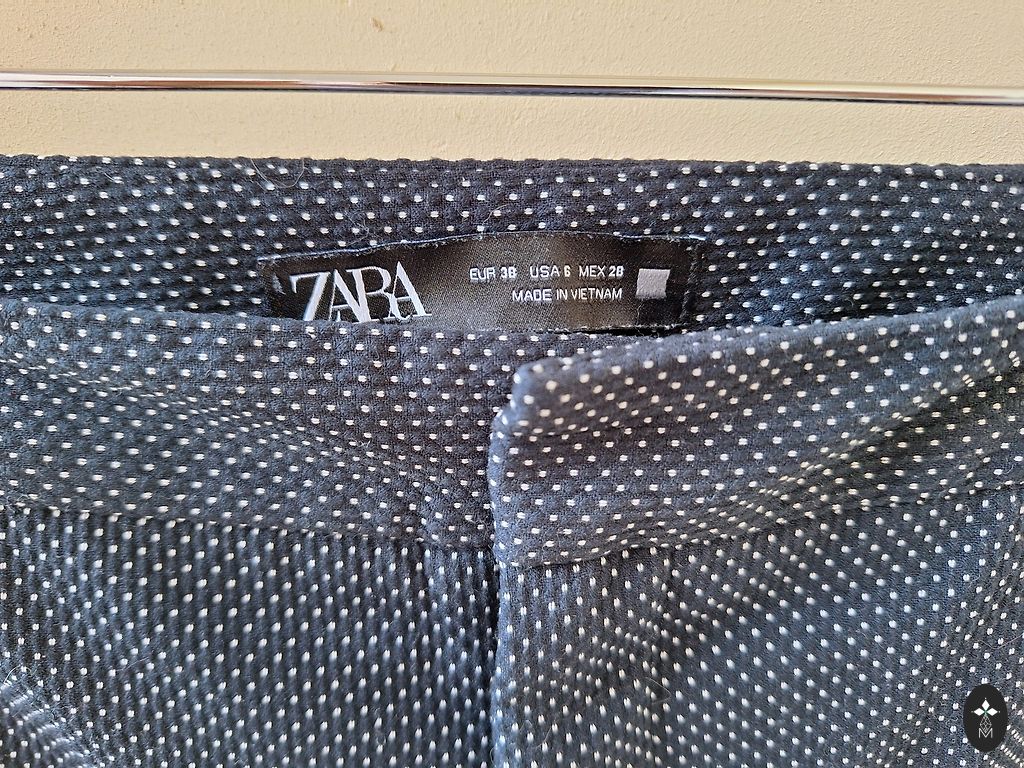 ZARA
EUR 38 USA 6 MEX 28
MADE IN VIETNAM
M